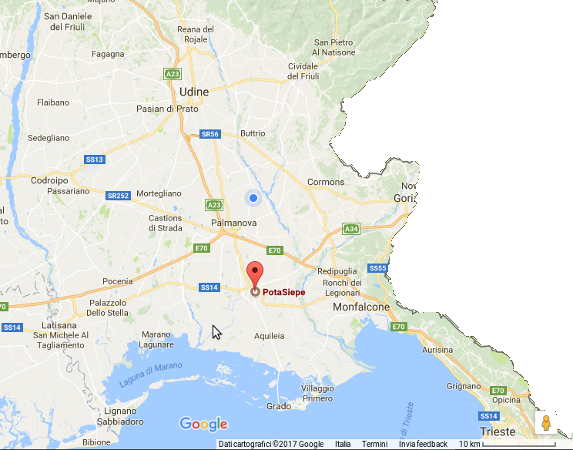 San Daniele
del Friuli
Reana del
Rojale
San Pietro
Al Natisone
Fagagna
Cividale
del Friuli
A23
Udine
Flaibano
Pasian di Prato
Sedegliano
SR56
Buttrio
SS13
Codroipo
Passariano
Cormons
SR252
Mortegliano
A23
Castions
di Strada
Palmanova
A34
E70
E70
Redipuglia
SS55
Ronchi dei
Legionari
Pocenia
SS14
PotaSiepe
Palazzolo
Dello Stella
Monfalcone
SS14
Latisana
San Michele Al
Tagliamento
E70
Marano
Lagunare
Aquileia
Aurisina
Laguna di Marano
Villaggio
Primero
Grignano
E70
Opicina
Grado
Lignano
Sabbiadoro
SS14
Google
Trieste
Bibione
Dati cartografici ©2017 Google Italia Termini Invia feedback 10 km